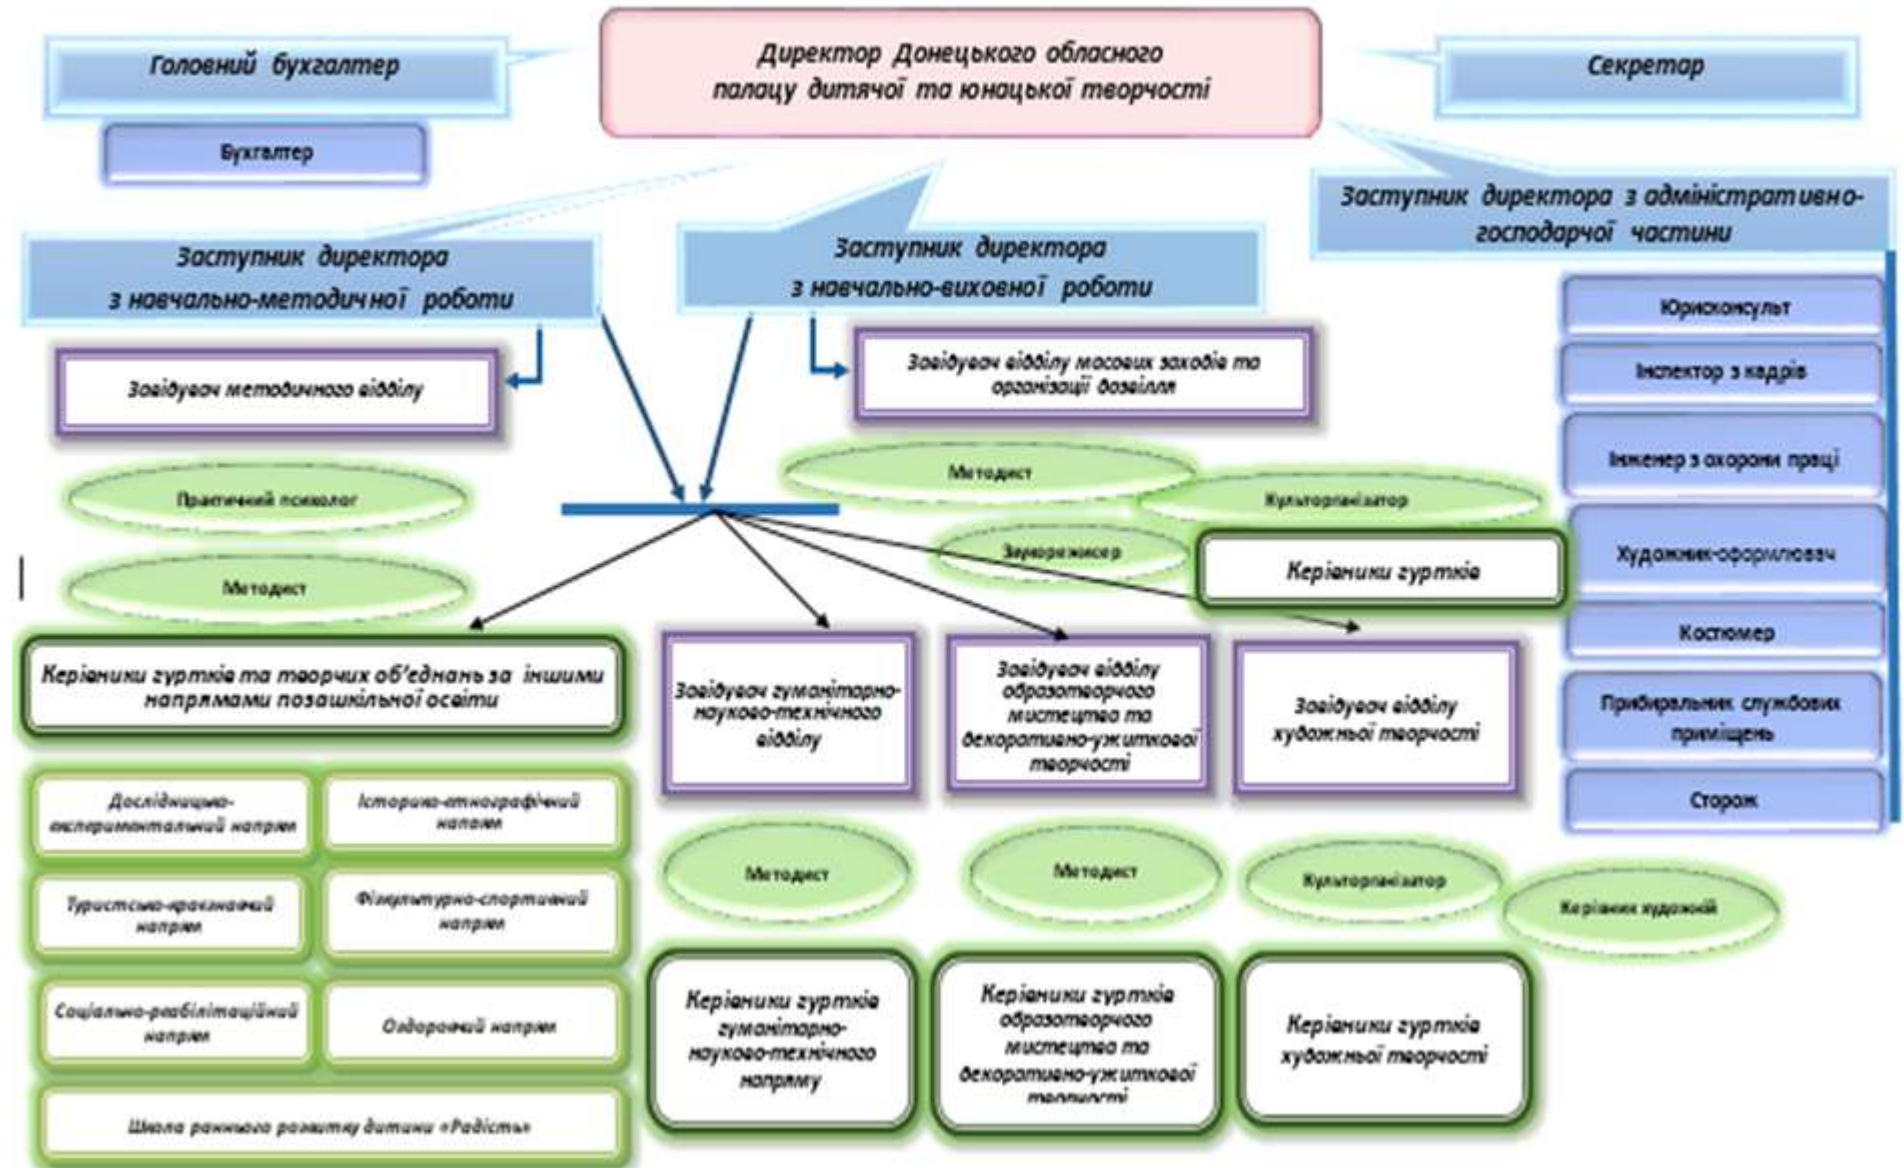 Головний бухгалтер
Директор Донецького обласного
палацу дитячої та юнацької творчості
Секретар
Бухгалтер
Заступник директора
з навчально-методичної роботи
Заступник директора
з навчально-виховної роботи
Заступник директора з адміністративно-
господарчої частини
Завідувач методичного відділу
Завідувач відділу масових заходів та
організації дозвілля
Юрисконсульт
Інспектор з кадрів
Інженер з охорони праці
Художник-оформлювач
Костюмер
Прибиральник службових
приміщень
Сторож
Практичний психолог
Методист
Методист
Культорганізатор
Звукорежисер
Керівники гуртків
Керівники гуртків та творчих об’єднань за іншими
напрямами позашкільної освіти
Завідувач гуманітарно-
науково-технічного
відділу
Завідувач відділу
образотворчого
мистецтва та
декоративно-ужиткової
творчості
Завідувач відділу
художньої творчості
Дослідницько-
експериментальний напрям
Історико-етнографічний
напрям
Туристсько-краєзнавчий
напрям
Фізкультурно-спортивний
напрям
Соціально-реабілітаційний
напрям
Оздоровчий напрям
Школа раннього розвитку дитини «Радість»
Методист
Методист
Культорганізатор
Керівник художній
Керівники гуртків
гуманітарно-
науково-технічного
напряму
Керівники гуртків
образотворчого
мистецтва та
декоративно-ужиткової
творчості
Керівники гуртків
художньої творчості